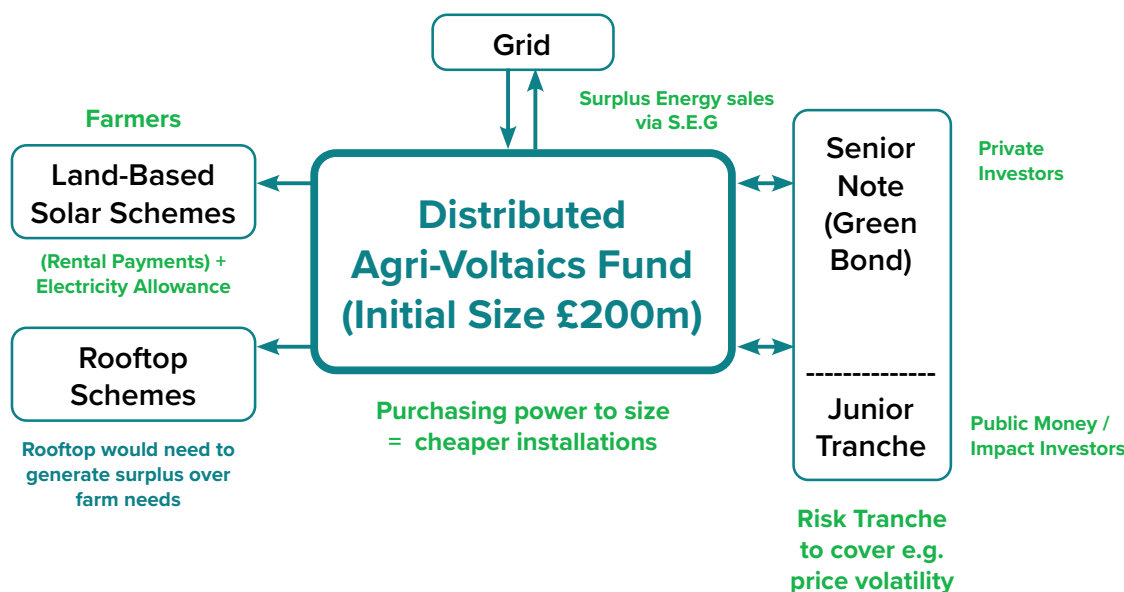 Grid
Surplus Energy sales
via S.E.G
Farmers
Land-Based
Solar Schemes
(Rental Payments) +
Electricity Allowance
Rooftop
Schemes
Rooftop would need to
generate surplus over
farm needs
Distributed
Agri-Voltaics Fund
(Initial Size £200m)
Purchasing power to size
= cheaper installations
Senior
Note
(Green
Bond)
--------------
Junior
Tranche
Private
Investors
Public Money /
Impact Investors
Risk Tranche
to cover e.g.
price volatility